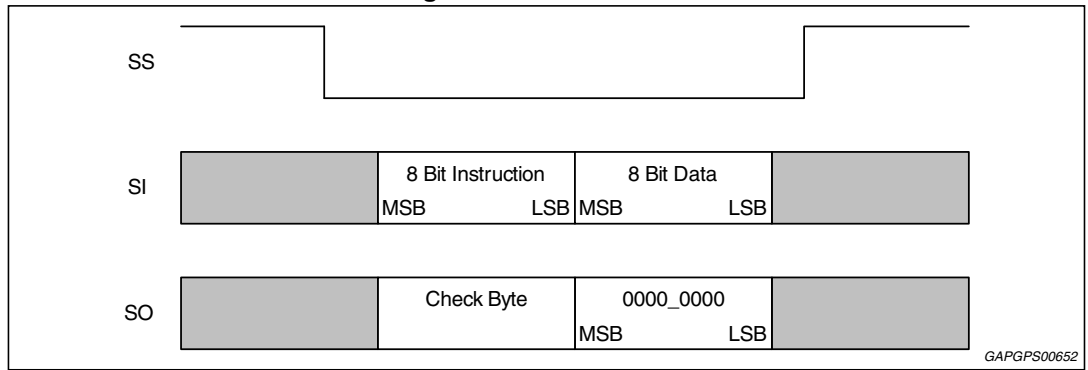 SS
SI
8 Bit Instruction
8 Bit Data
MSB LSB MSB LSB
SO
Check Byte
0000_0000
MSB LSB
GAPGPS00652